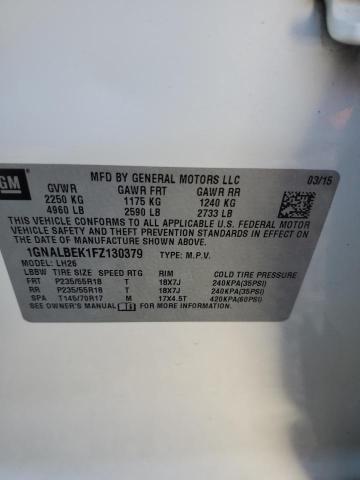 GM
MFD BY GENERAL MOTORS LLC 03/15
GVWR GAWR FRT GAWR RR
2250 KG 1175 KG 1240 KG
4960 LB 2590 LB 2733 LB
THIS VEHICLE CONFORMS TO ALL APPLICABLE U.S. FEDERAL MOTOR
VEHICLE SAFETY AND THEFT PREVENTION STANDARDS IN
EFFECT ON THE DATE OF MANUFACTURE SHOWN ABOVE.
1GNALBEK1FZ130379 TYPE: M.P.V.
MODEL: LH26
LBBW TIRE SIZE SPEED RTG RIM COLD TIRE PRESSURE
FRT P235/55R18 T 18X7J 240KPA(35PSI)
RR P235/55R18 T 18X7J 240KPA(35PSI)
SPA T145/70R17 M 17X4.5T 420KPA(60PSI)
SEE OWNER'S MANUAL FOR MORE INFORMATION.